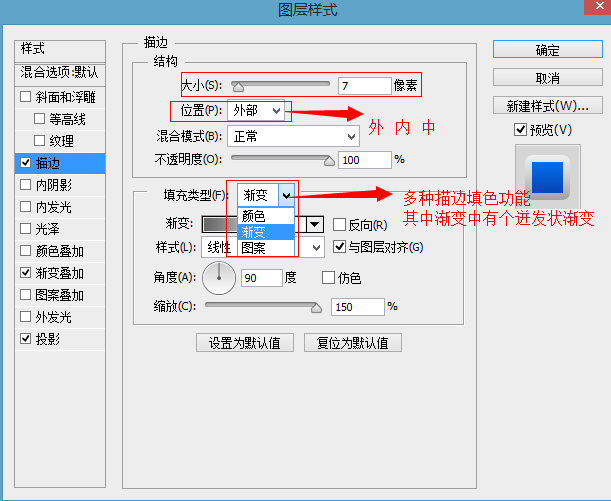 图层样式
样式
混合选项:默认
斜面和浮雕
等高线
纹理
描边
内阴影
内发光
光泽
颜色叠加
渐变叠加
图案叠加
外发光
投影
描边
结构
大小(S): 7 像素
位置(P): 外部
外 内 中
混合模式(B): 正常
不透明度(O): 100 %
填充类型(F): 渐变
颜色
渐变
图案
多种描边填色功能
其中渐变中有个迸发状渐变
渐变: 反向(R)
样式(L): 线性 与图层对齐(G)
角度(A): 90 度 仿色
缩放(C): 150 %
设置为默认值 复位为默认值
确定
取消
新建样式(W)...
预览(V)